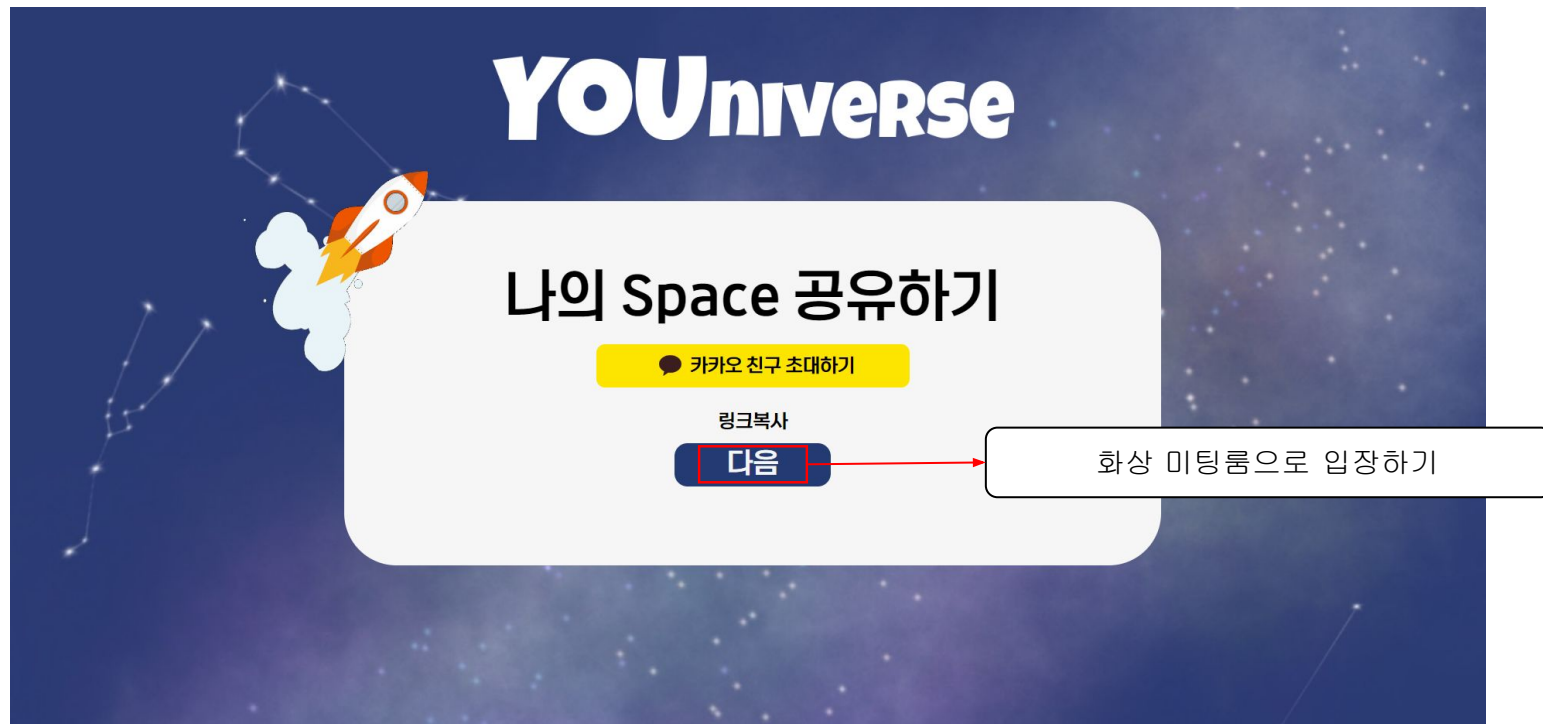 YOUnIVeRSe
나의 Space 공유하기
카카오 친구 초대하기
링크복사
다음
화상 미팅룸으로 입장하기